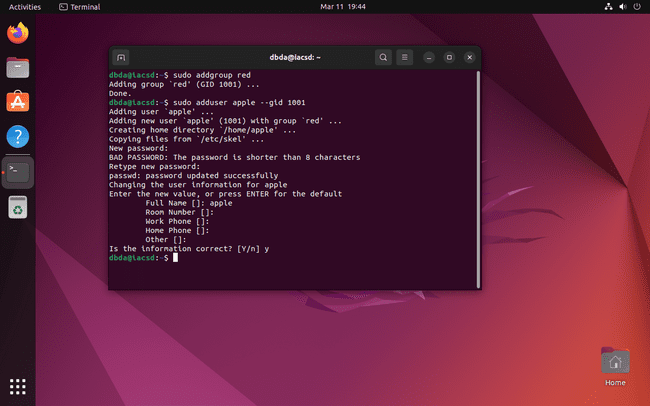 Activities
Terminal
Mar 11 19:44
dbda@iacsd: ~
dbda@iacsd:~$ sudo addgroup red
Adding group `red' (GID 1001) ...
Done.
dbda@iacsd:~$ sudo adduser apple --gid 1001
Adding user `apple' ...
Adding new user `apple' (1001) with group `red' ...
Creating home directory `/home/apple' ...
Copying files from `/etc/skel' ...
New password:
BAD PASSWORD: The password is shorter than 8 characters
Retype new password:
passwd: password updated successfully
Changing the user information for apple
Enter the new value, or press ENTER for the default
Full Name []: apple
Room Number []:
Work Phone []:
Home Phone []:
Other []:
Is the information correct? [Y/n] y
dbda@iacsd:~$
Home